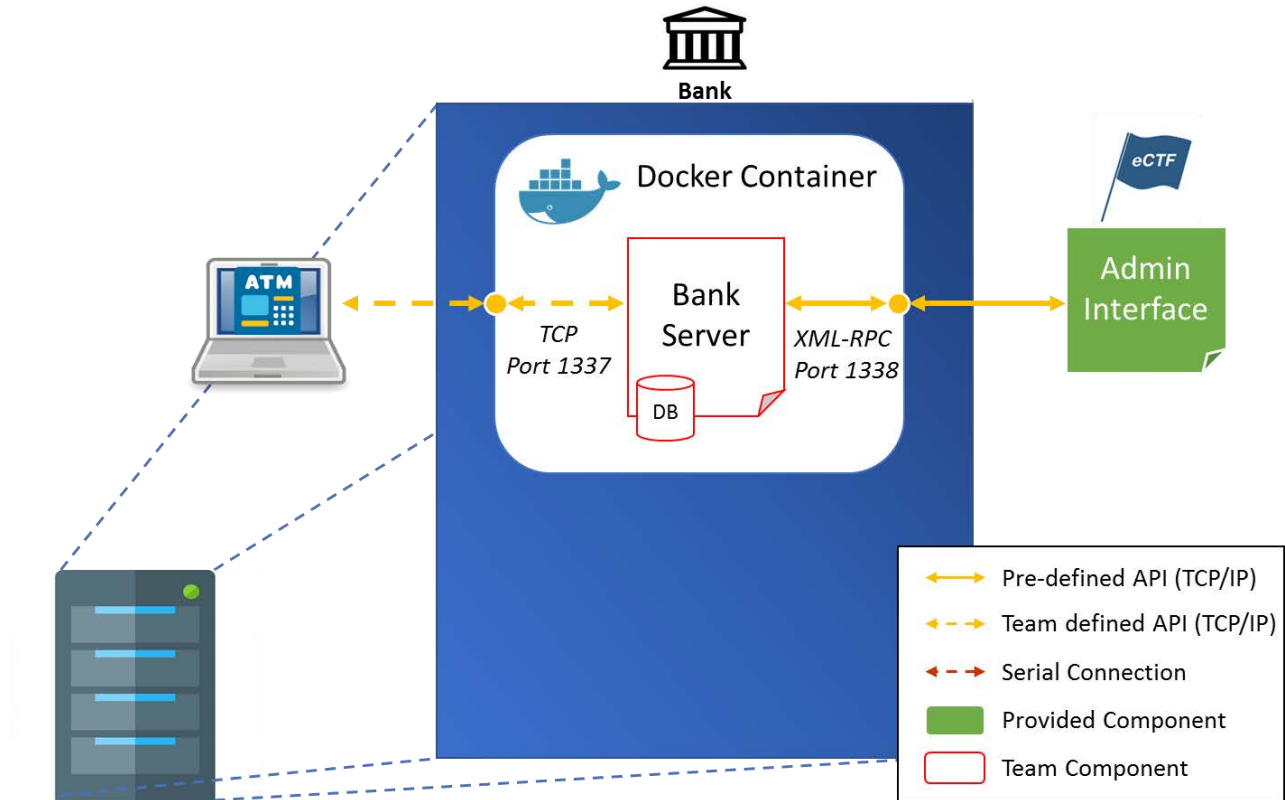 Bank
eCTF
Docker Container
ATM
Admin
Interface
Bank
Server
TCP
Port 1337
XML-RPC
Port 1338
DB
Pre-defined API (TCP/IP)
Team defined API (TCP/IP)
Serial Connection
Provided Component
Team Component